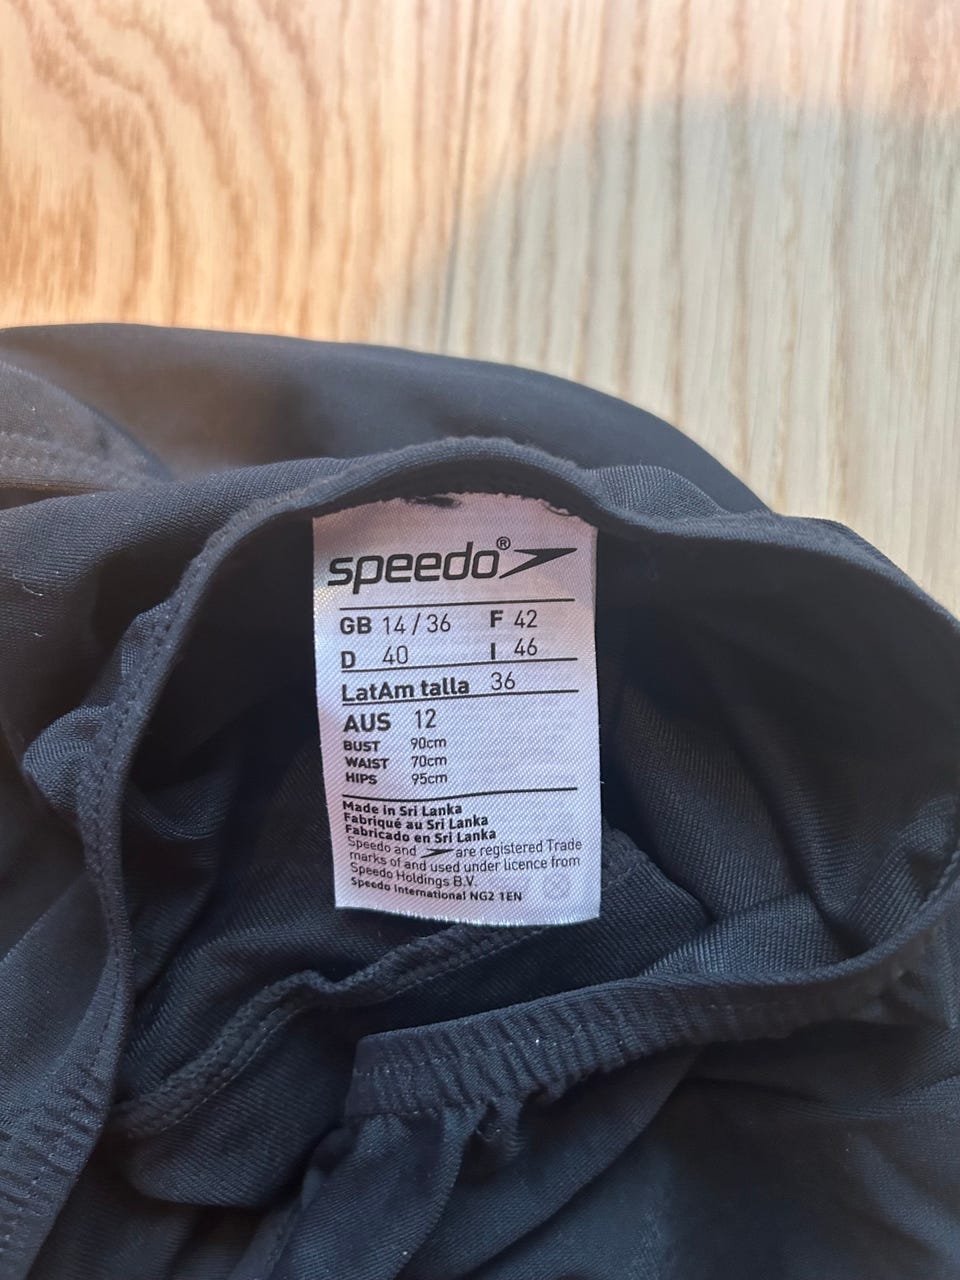 speedo®
GB 14 / 36 F 42
D 40 I 46
LatAm talla 36
AUS 12
BUST 90cm
WAIST 70cm
HIPS 95cm
Made in Sri Lanka
Fabriqué au Sri Lanka
Fabricado en Sri Lanka
Speedo and are registered Trade
marks of and used under licence from
Speedo Holdings B.V.
Speedo International NG2 1EN